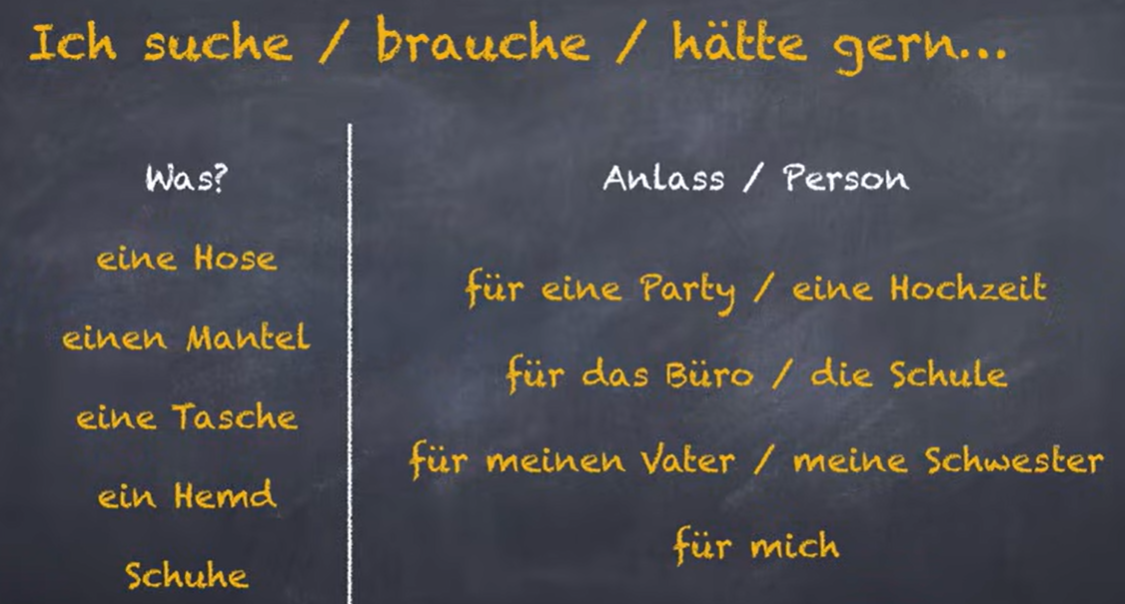 Ich suche / brauche / hätte gern...
Was?
eine Hose
einen Mantel
eine Tasche
ein Hemd
Schuhe
Anlass / Person
für eine Party / eine Hochzeit
für das Büro / die Schule
für meinen Vater / meine Schwester
für mich